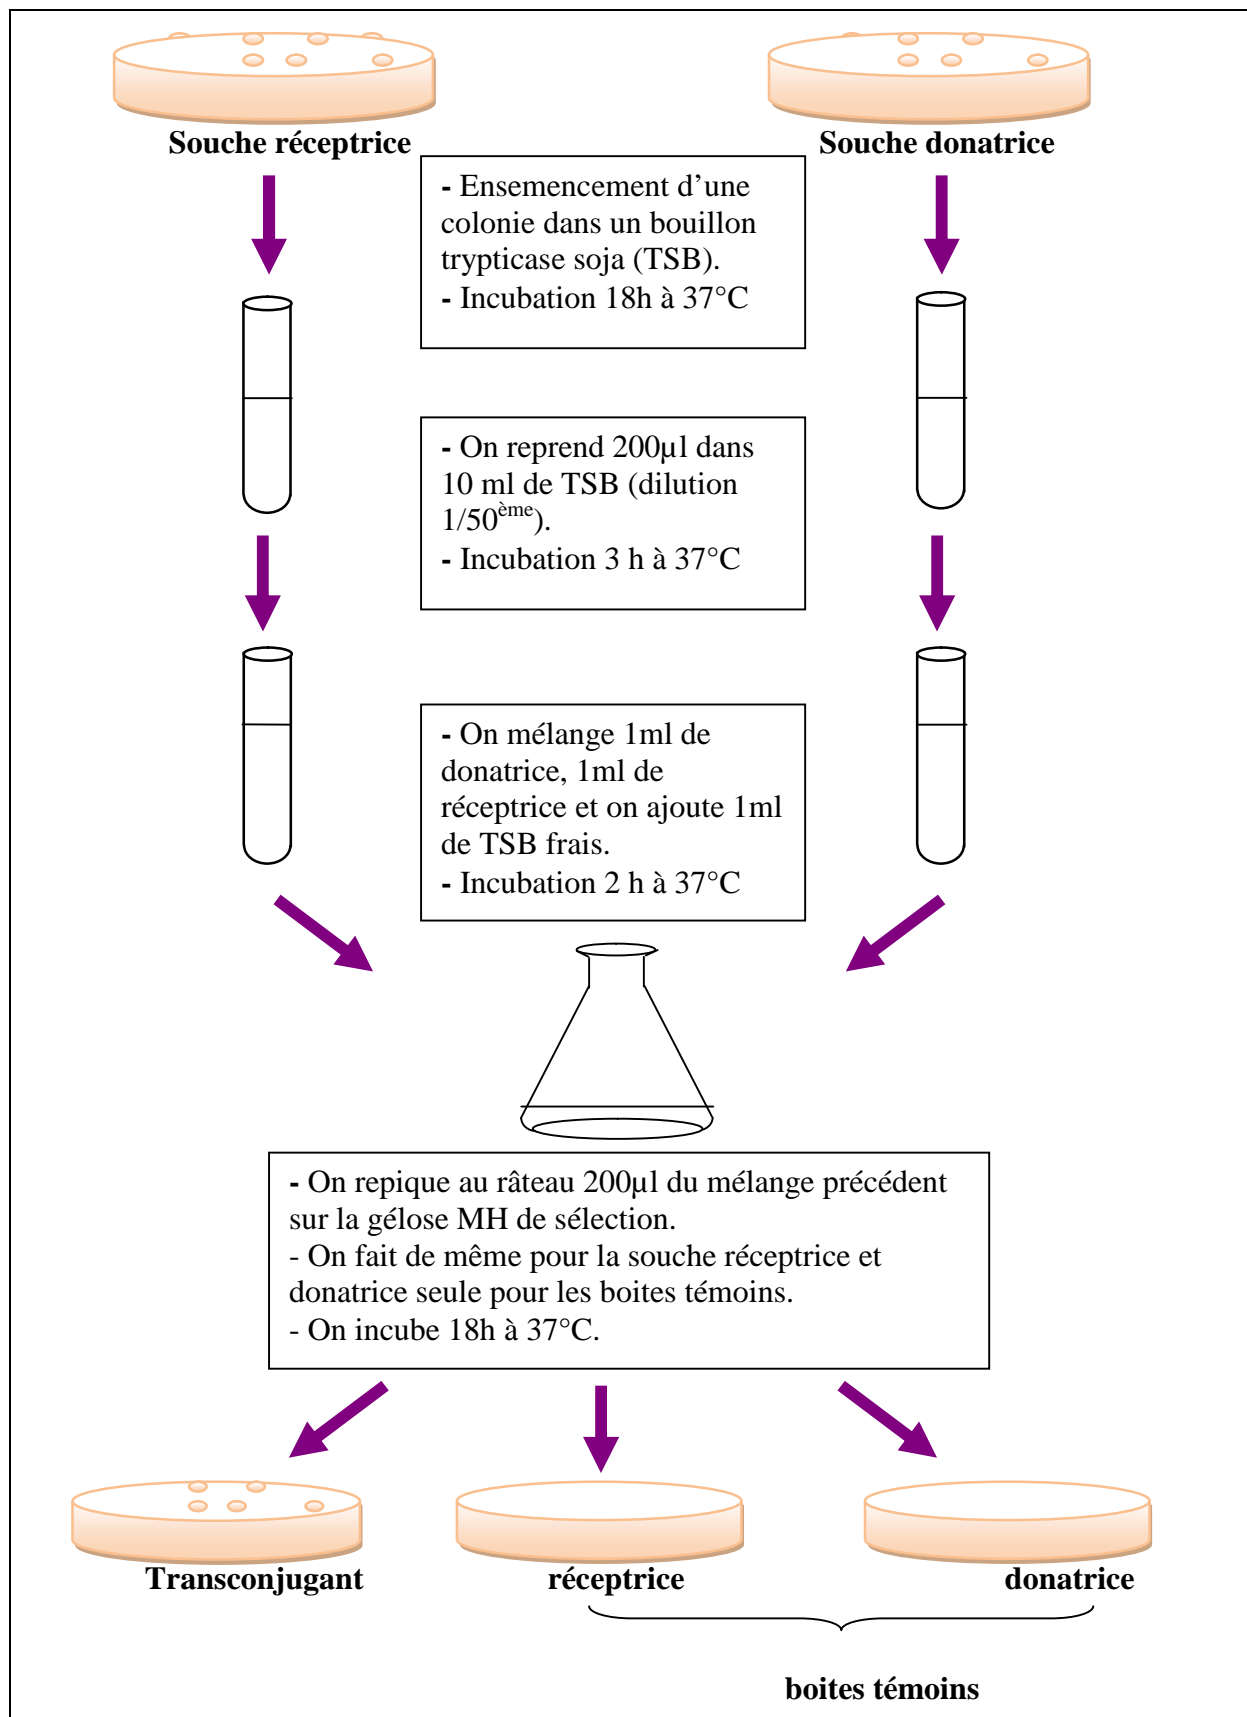 Souche réceptrice
Souche donatrice
- Ensemencement d'une
colonie dans un bouillon
trypticase soja (TSB).
- Incubation 18h à 37°C
- On reprend 200µl dans
10 ml de TSB (dilution
1/50ème).
- Incubation 3 h à 37°C
- On mélange 1ml de
donatrice, 1ml de
réceptrice et on ajoute 1ml
de TSB frais.
- Incubation 2 h à 37°C
- On repique au râteau 200µl du mélange précédent
sur la gélose MH de sélection.
- On fait de même pour la souche réceptrice et
donatrice seule pour les boites témoins.
- On incube 18h à 37°C.
Transconjugant
réceptrice
donatrice
boites témoins